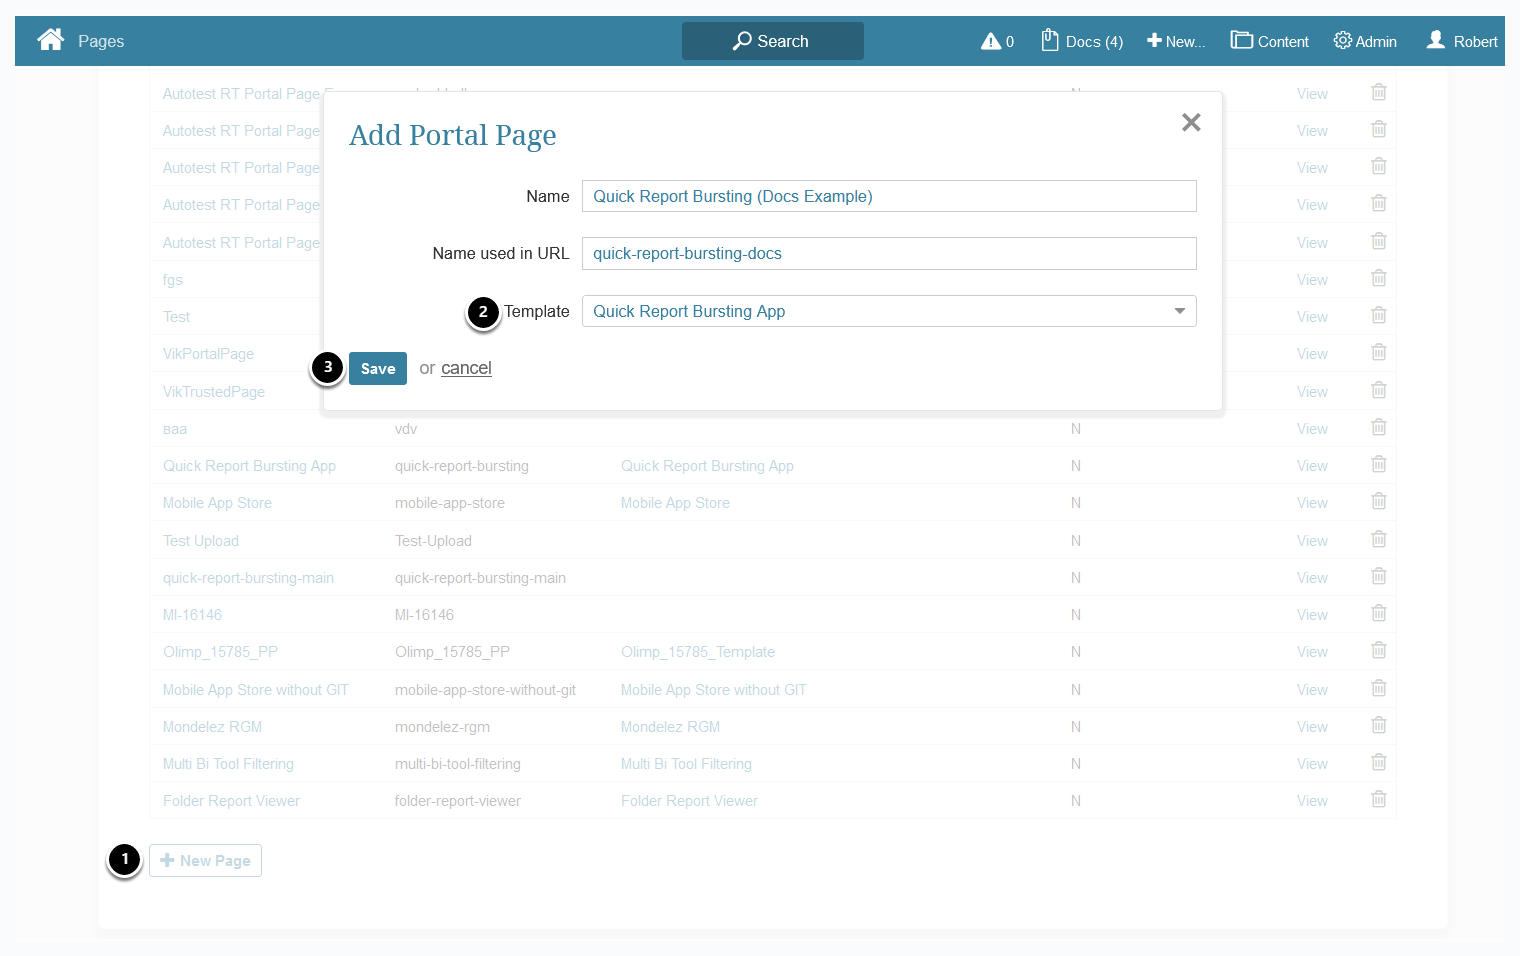 Pages Search 0 Docs (4) New... Content Admin Robert
Autotest RT Portal Page View
Add Portal Page
Autotest RT Portal Page View
Autotest RT Portal Page View
Name Quick Report Bursting (Docs Example)
Autotest RT Portal Page View
Autotest RT Portal Page View
Name used in URL quick-report-bursting-docs
fgs View
2 Template Quick Report Bursting App
Test View
VikPortalPage View
3 Save or cancel
VikTrustedPage View
ваа vdv N View
Quick Report Bursting App quick-report-bursting Quick Report Bursting App N View
Mobile App Store mobile-app-store Mobile App Store N View
Test Upload Test-Upload N View
quick-report-bursting-main quick-report-bursting-main N View
MI-16146 MI-16146 N View
Olimp_15785_PP Olimp_15785_PP Olimp_15785_Template N View
Mobile App Store without GIT mobile-app-store-without-git Mobile App Store without GIT N View
Mondelez RGM mondelez-rgm Mondelez RGM N View
Multi Bi Tool Filtering multi-bi-tool-filtering Multi Bi Tool Filtering N View
Folder Report Viewer folder-report-viewer Folder Report Viewer N View
1 New Page